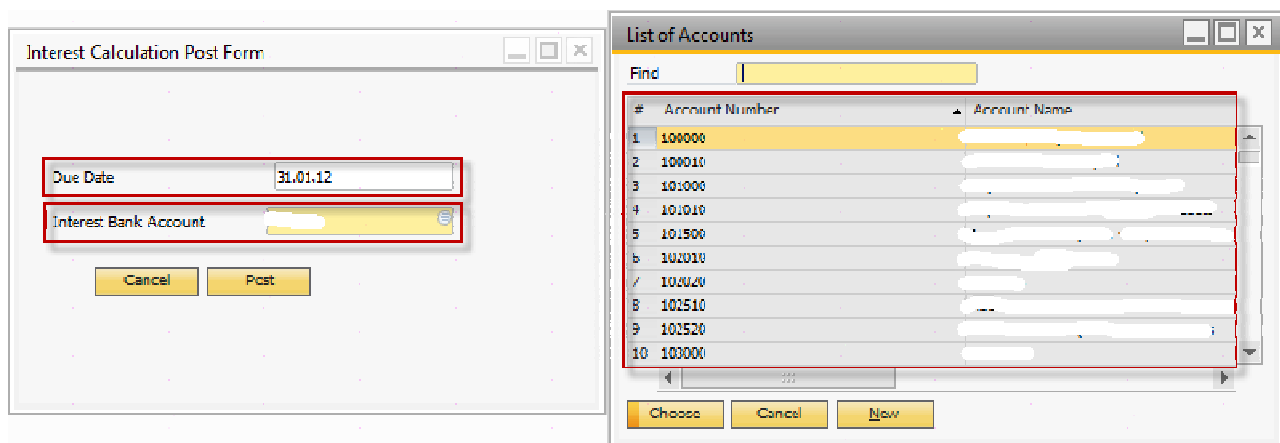 Interest Calculation Post Form
Due Date 31.01.12
Interest Bank Account
Cancel Post
List of Accounts
Find
# Account Number Account Name
1 100000
2 100010
3 101000
4 101010
5 101500
6 102010
7 102020
8 102510
9 102520
10 103000
Choose Cancel New